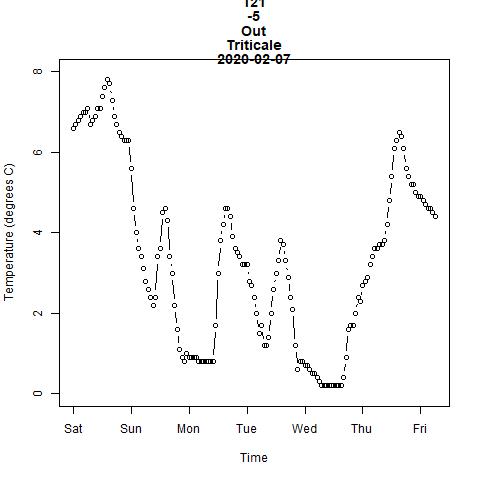 121
-5
Out
Triticale
2020-02-07
Temperature (degrees C)
8
6
4
2
0
Sat Sun Mon Tue Wed Thu Fri
Time